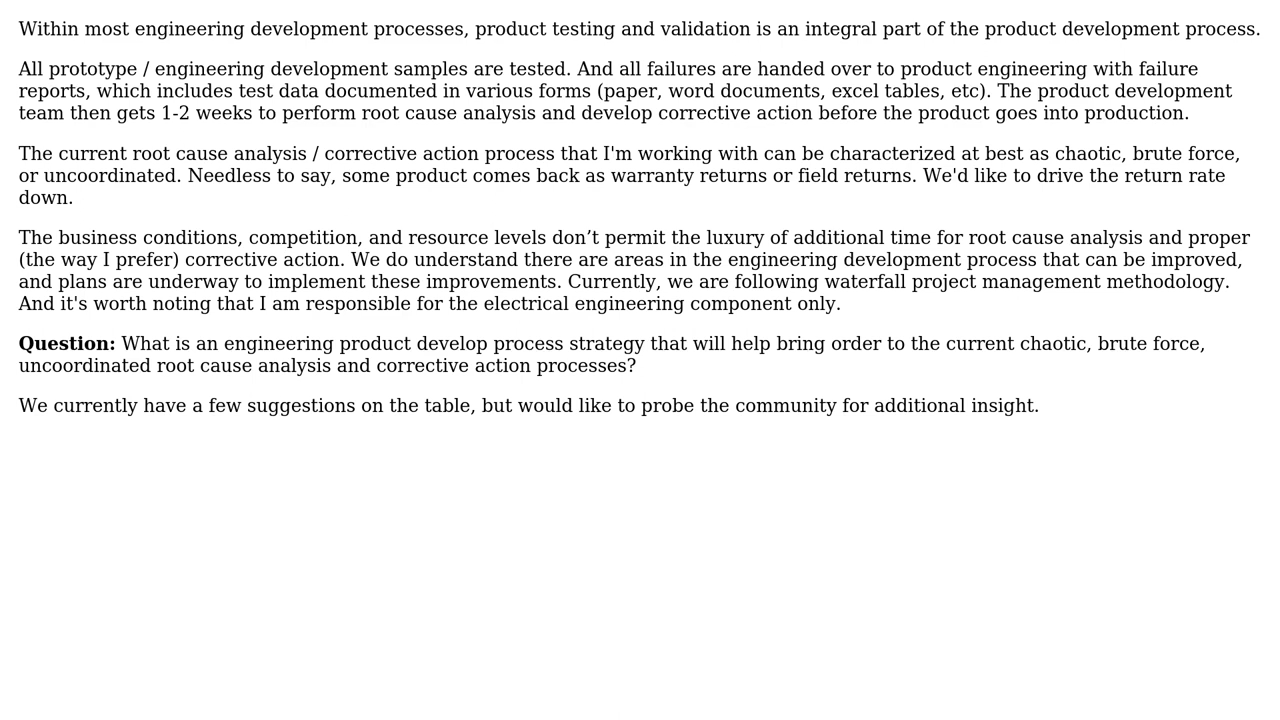 Within most engineering development processes, product testing and validation is an integral part of the product development process.
All prototype / engineering development samples are tested. And all failures are handed over to product engineering with failure
reports, which includes test data documented in various forms (paper, word documents, excel tables, etc). The product development
team then gets 1-2 weeks to perform root cause analysis and develop corrective action before the product goes into production.
The current root cause analysis / corrective action process that I'm working with can be characterized at best as chaotic, brute force,
or uncoordinated. Needless to say, some product comes back as warranty returns or field returns. We'd like to drive the return rate
down.
The business conditions, competition, and resource levels don’t permit the luxury of additional time for root cause analysis and proper
(the way I prefer) corrective action. We do understand there are areas in the engineering development process that can be improved,
and plans are underway to implement these improvements. Currently, we are following waterfall project management methodology.
And it's worth noting that I am responsible for the electrical engineering component only.
Question: What is an engineering product develop process strategy that will help bring order to the current chaotic, brute force,
uncoordinated root cause analysis and corrective action processes?
We currently have a few suggestions on the table, but would like to probe the community for additional insight.